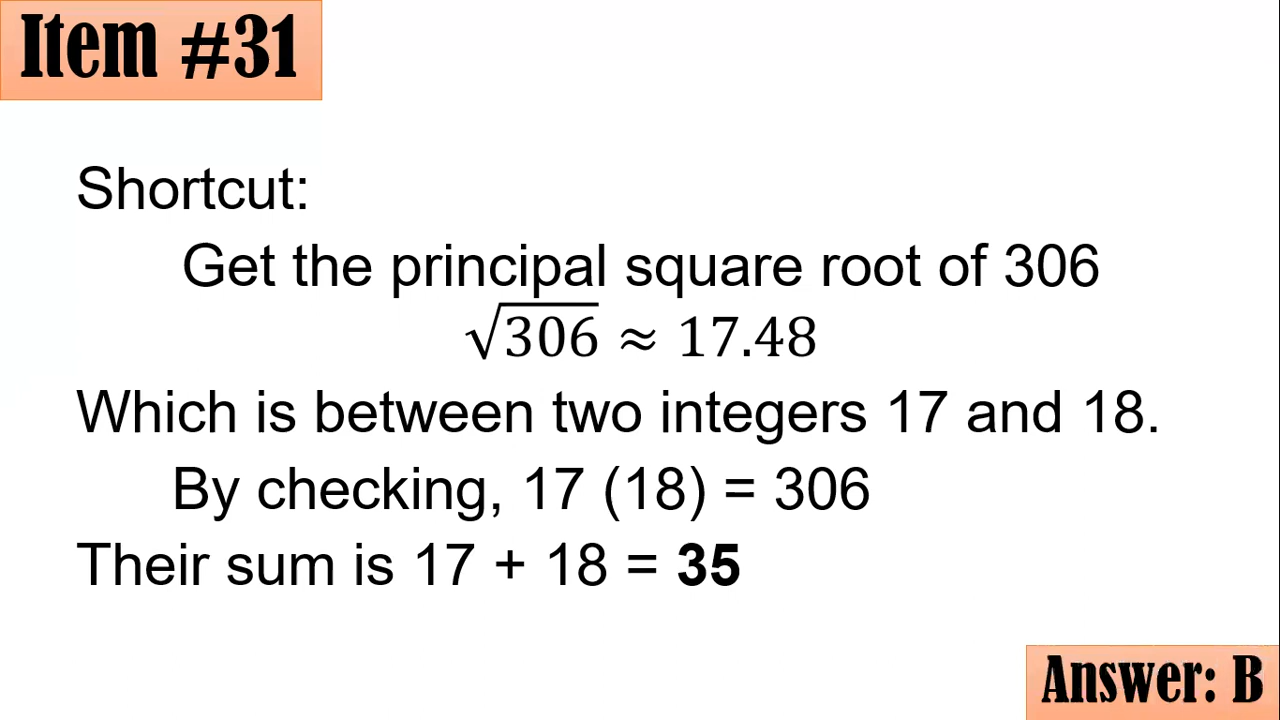 Item #31
Shortcut:
Get the principal square root of 306
√306 ≈ 17.48
Which is between two integers 17 and 18.
By checking, 17 (18) = 306
Their sum is 17 + 18 = 35
Answer: B